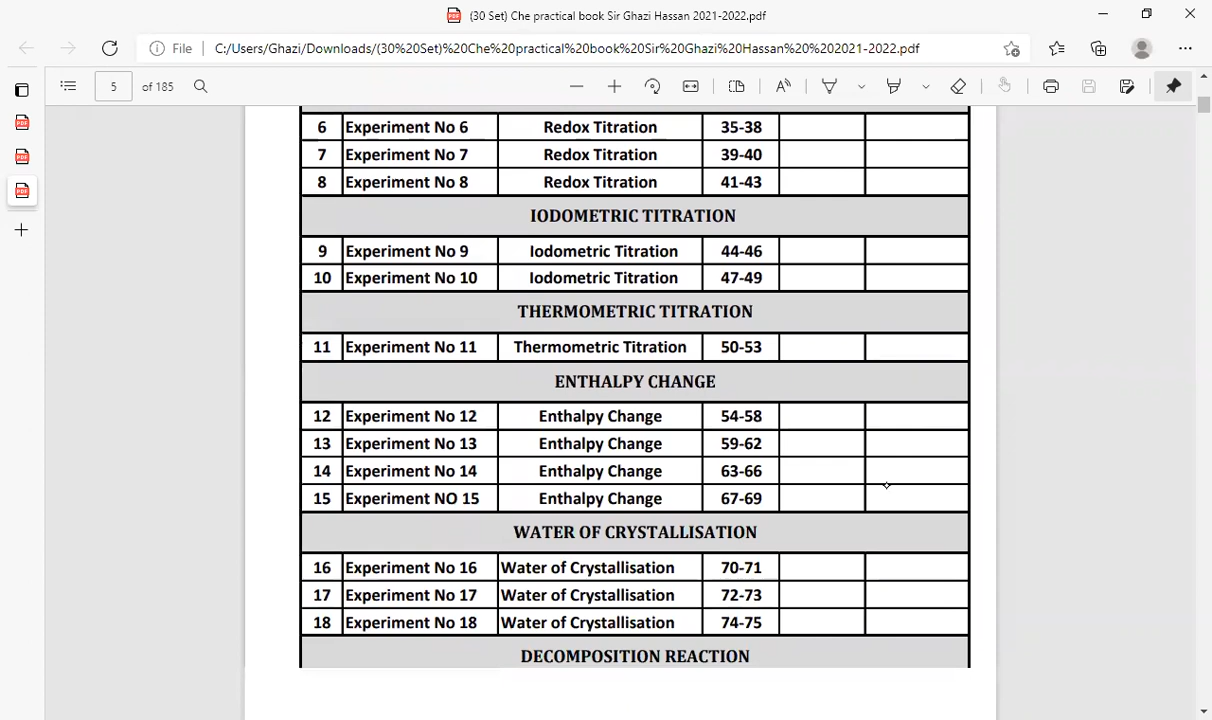 (30 Set) Che practical book Sir Ghazi Hassan 2021-2022.pdf
File C:/Users/Ghazi/Downloads/(30%20Set)%20Che%20practical%20book%20Sir%20Ghazi%20Hassan%20%202021-2022.pdf
5 of 185
6 Experiment No 6 Redox Titration 35-38
7 Experiment No 7 Redox Titration 39-40
8 Experiment No 8 Redox Titration 41-43
IODOMETRIC TITRATION
9 Experiment No 9 Iodometric Titration 44-46
10 Experiment No 10 Iodometric Titration 47-49
THERMOMETRIC TITRATION
11 Experiment No 11 Thermometric Titration 50-53
ENTHALPY CHANGE
12 Experiment No 12 Enthalpy Change 54-58
13 Experiment No 13 Enthalpy Change 59-62
14 Experiment No 14 Enthalpy Change 63-66
15 Experiment NO 15 Enthalpy Change 67-69
WATER OF CRYSTALLISATION
16 Experiment No 16 Water of Crystallisation 70-71
17 Experiment No 17 Water of Crystallisation 72-73
18 Experiment No 18 Water of Crystallisation 74-75
DECOMPOSITION REACTION